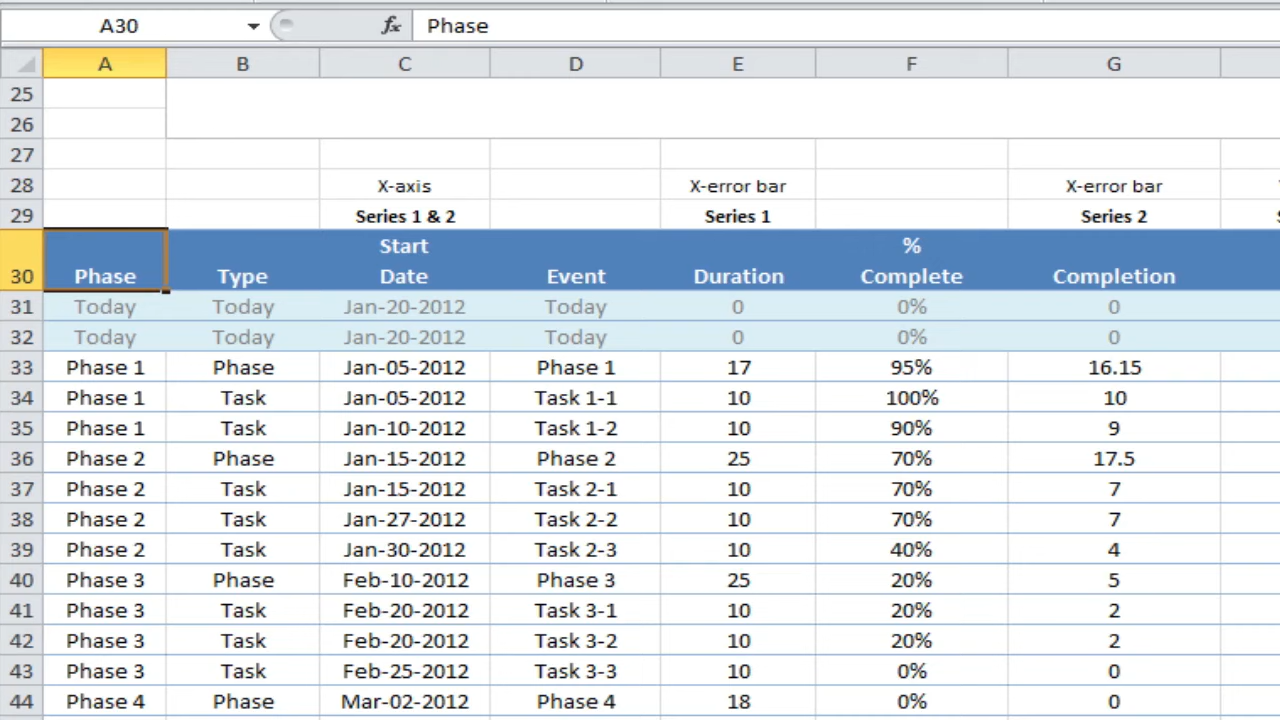 A30 fx Phase
A B C D E F G
25
26
27
28 X-axis X-error bar X-error bar
29 Series 1 & 2 Series 1 Series 2
Start %
30 Phase Type Date Event Duration Complete Completion
31 Today Today Jan-20-2012 Today 0 0% 0
32 Today Today Jan-20-2012 Today 0 0% 0
33 Phase 1 Phase Jan-05-2012 Phase 1 17 95% 16.15
34 Phase 1 Task Jan-05-2012 Task 1-1 10 100% 10
35 Phase 1 Task Jan-10-2012 Task 1-2 10 90% 9
36 Phase 2 Phase Jan-15-2012 Phase 2 25 70% 17.5
37 Phase 2 Task Jan-15-2012 Task 2-1 10 70% 7
38 Phase 2 Task Jan-27-2012 Task 2-2 10 70% 7
39 Phase 2 Task Jan-30-2012 Task 2-3 10 40% 4
40 Phase 3 Phase Feb-10-2012 Phase 3 25 20% 5
41 Phase 3 Task Feb-20-2012 Task 3-1 10 20% 2
42 Phase 3 Task Feb-20-2012 Task 3-2 10 20% 2
43 Phase 3 Task Feb-25-2012 Task 3-3 10 0% 0
44 Phase 4 Phase Mar-02-2012 Phase 4 18 0% 0